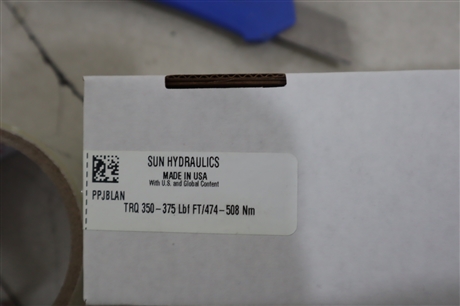 SUN HYDRAULICS
MADE IN USA
With U.S. and Global Content
PPJBLAN
TRQ 350-375 Lbf FT/474-508 Nm